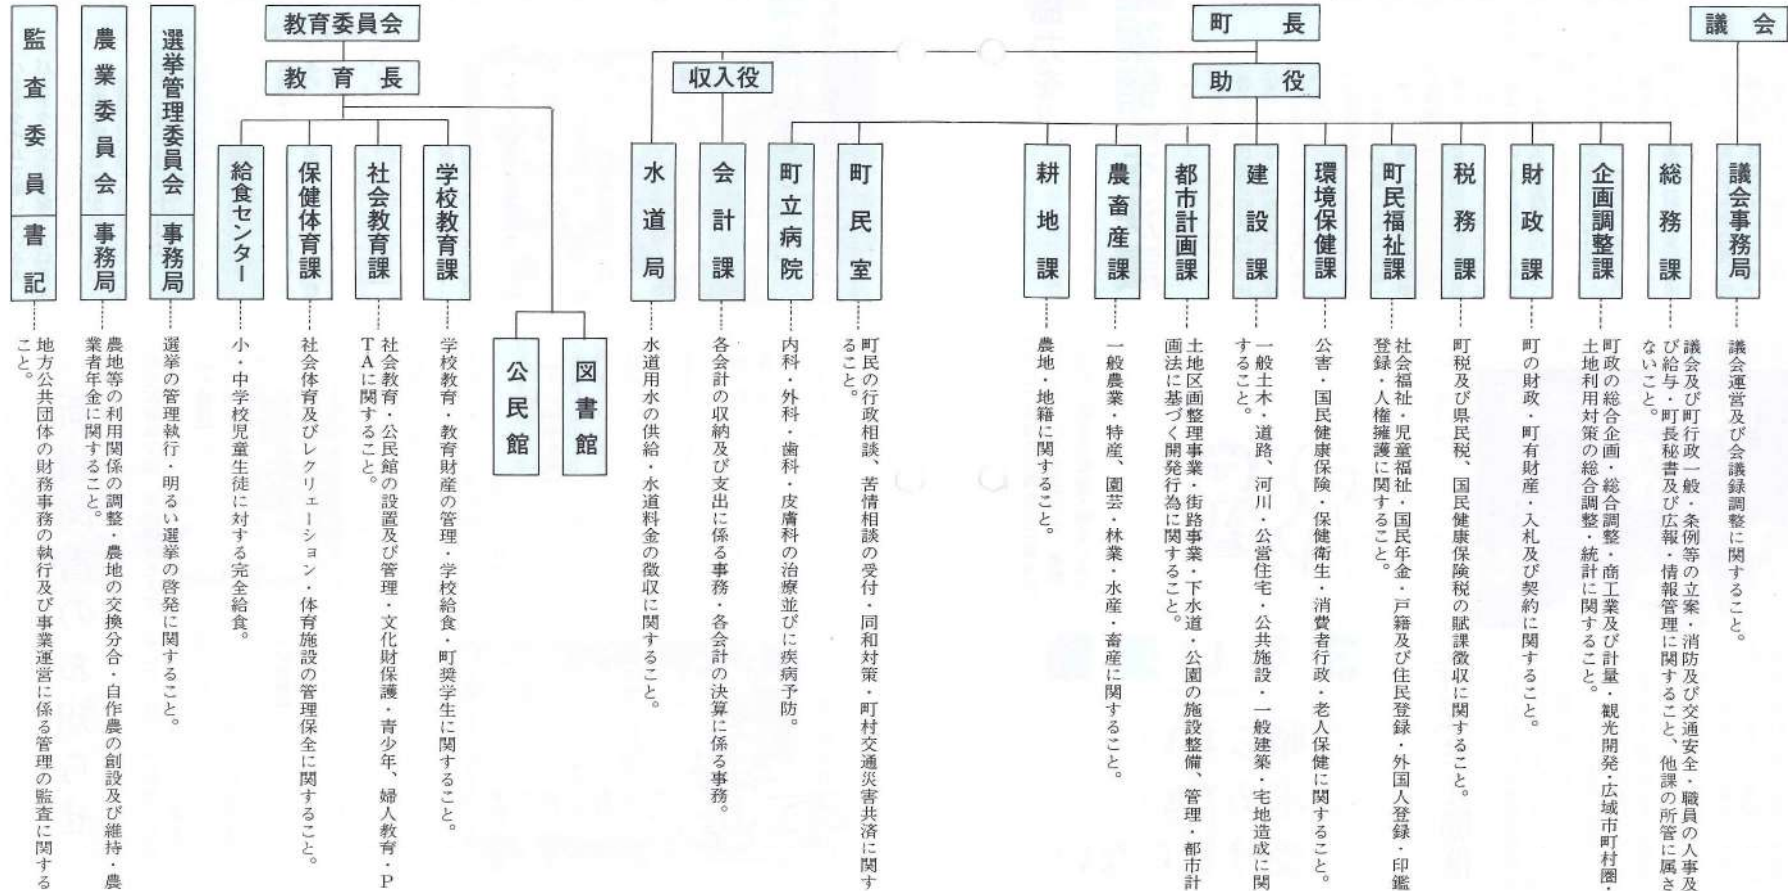 議会
議会事務局
議会運営及び会議録調整に関すること。
町長
助役
収入役
総務課
議会及び町行政一般・条例等の立案・消防及び交通安全・職員の人事及
び給与・町長秘書及び広報・情報管理に関すること、他課の所管に属さ
ないこと。
企画調整課
町政の総合企画・総合調整・商工業及び計量・観光開発・広域市町村圏・
土地利用対策の総合調整・統計に関すること。
財政課
町の財政・町有財産・入札及び契約に関すること。
税務課
町税及び県民税、国民健康保険税の賦課徴収に関すること。
町民福祉課
社会福祉・児童福祉・国民年金・戸籍及び住民登録・外国人登録・印鑑
登録・人権擁護に関すること。
環境保健課
公害・国民健康保険・保健衛生・消費者行政・老人保健に関すること。
建設課
一般土木・道路、河川・公営住宅・公共施設・一般建築・宅地造成に関
すること。
都市計画課
土地区画整理事業・街路事業・下水道・公園の施設整備、管理・都市計
画法に基づく開発行為に関すること。
農畜産課
一般農業・特産、園芸・林業・水産・畜産に関すること。
耕地課
農地・地籍に関すること。
町民室
町民の行政相談、苦情相談の受付・同和対策・町村交通災害共済に関す
ること。
町立病院
内科・外科・歯科・皮膚科の治療並びに疾病予防。
会計課
各会計の収納及び支出に係る事務・各会計の決算に係る事務。
水道局
水道用水の供給・水道料金の徴収に関すること。
教育委員会
教育長
図書館
公民館
学校教育課
学校教育・教育財産の管理・学校給食・町奨学生に関すること。
社会教育課
社会教育・公民館の設置及び管理・文化財保護・青少年、婦人教育・P
TAに関すること。
保健体育課
社会体育及びレクリェーション・体育施設の管理保全に関すること。
給食センター
小・中学校児童生徒に対する完全給食。
選挙管理委員会 事務局
選挙の管理執行・明るい選挙の啓発に関すること。
農業委員会 事務局
農地等の利用関係の調整・農地の交換分合・自作農の創設及び維持・農
業者年金に関すること。
監査委員 書記
地方公共団体の財務事務の執行及び事業運営に係る管理の監査に関する
こと。